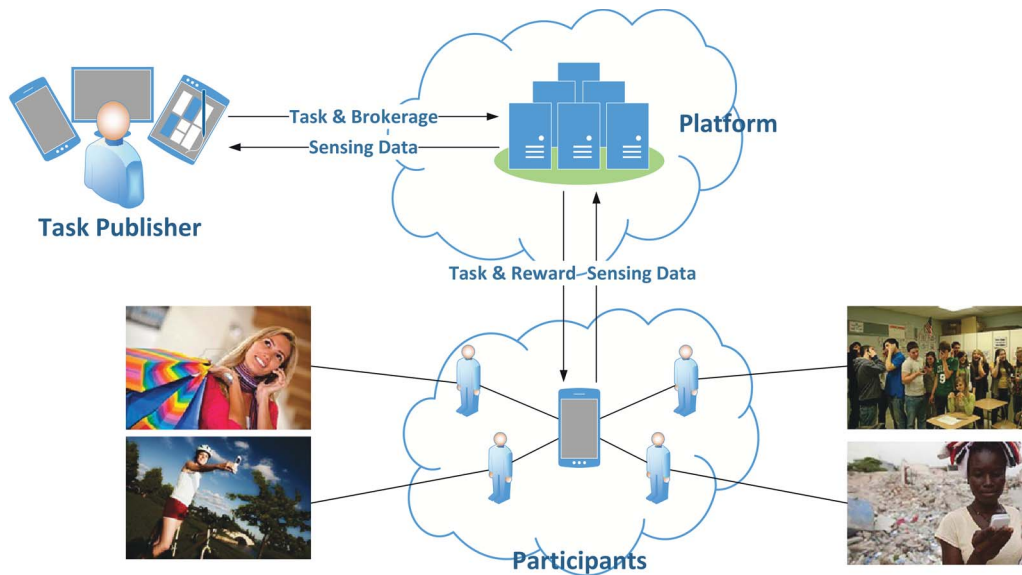 Task & Brokerage
Sensing Data
Platform
Task Publisher
Task & Reward Sensing Data
Participants